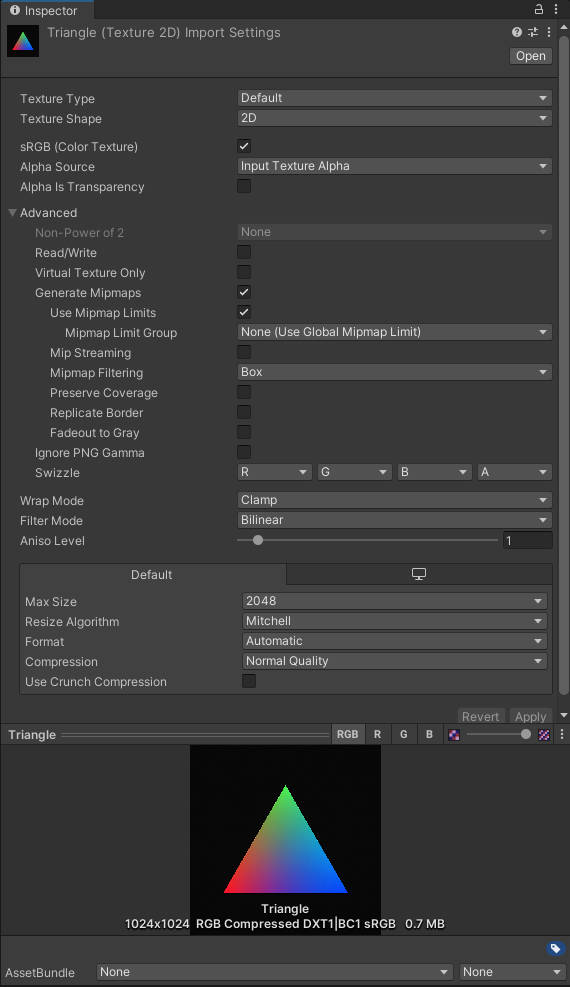 Inspector
Triangle (Texture 2D) Import Settings
Open
Texture Type Default
Texture Shape 2D
sRGB (Color Texture)
Alpha Source Input Texture Alpha
Alpha Is Transparency
Advanced
Non-Power of 2 None
Read/Write
Virtual Texture Only
Generate Mipmaps
Use Mipmap Limits
Mipmap Limit Group None (Use Global Mipmap Limit)
Mip Streaming
Mipmap Filtering Box
Preserve Coverage
Replicate Border
Fadeout to Gray
Ignore PNG Gamma
Swizzle R G B A
Wrap Mode Clamp
Filter Mode Bilinear
Aniso Level 1
Default
Max Size 2048
Resize Algorithm Mitchell
Format Automatic
Compression Normal Quality
Use Crunch Compression
Revert Apply
Triangle RGB R G B
Triangle
1024x1024 RGB Compressed DXT1|BC1 sRGB 0.7 MB
AssetBundle None None